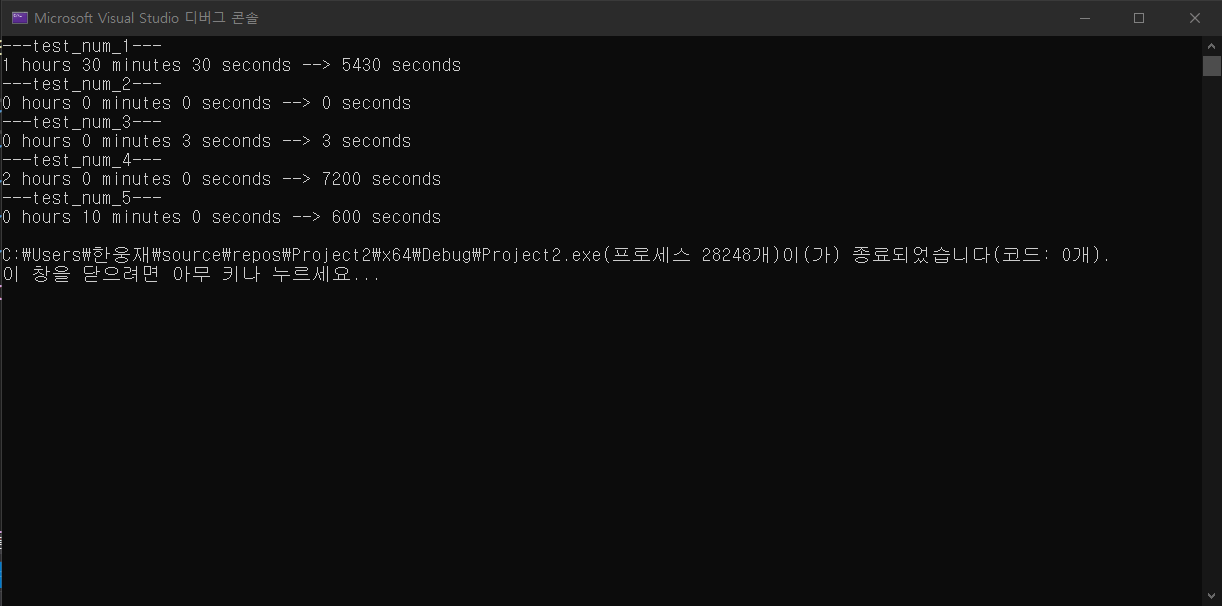 Microsoft Visual Studio 디버그 콘솔
---test_num_1---
1 hours 30 minutes 30 seconds --> 5430 seconds
---test_num_2---
0 hours 0 minutes 0 seconds --> 0 seconds
---test_num_3---
0 hours 0 minutes 3 seconds --> 3 seconds
---test_num_4---
2 hours 0 minutes 0 seconds --> 7200 seconds
---test_num_5---
0 hours 10 minutes 0 seconds --> 600 seconds
C:₩Users₩한웅재₩source₩repos₩Project2₩x64₩Debug₩Project2.exe(프로세스 28248개)이(가) 종료되었습니다(코드: 0개).
이 창을 닫으려면 아무 키나 누르세요...